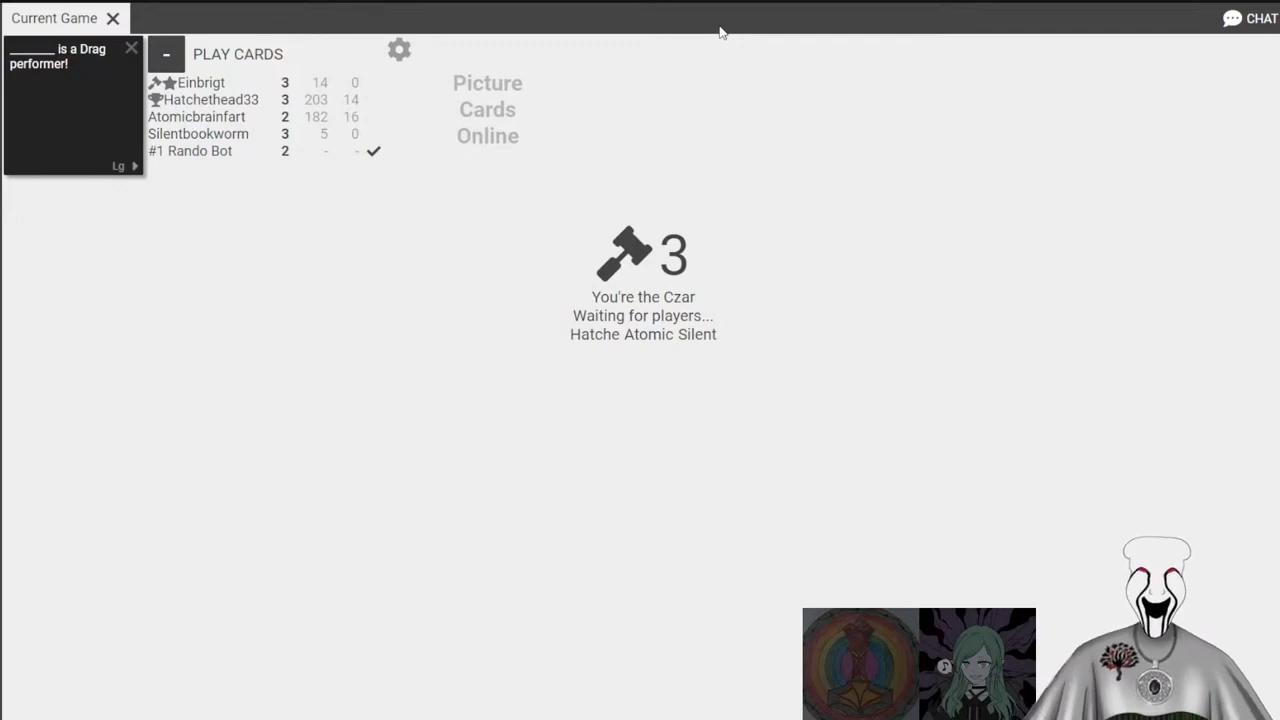 Current Game
CHAT
_______ is a Drag
performer!
Lg
- PLAY CARDS
Einbrigt 3 14 0
Hatchethead33 3 203 14
Atomicbrainfart 2 182 16
Silentbookworm 3 5 0
#1 Rando Bot 2 - -
Picture
Cards
Online
3
You're the Czar
Waiting for players...
Hatche Atomic Silent